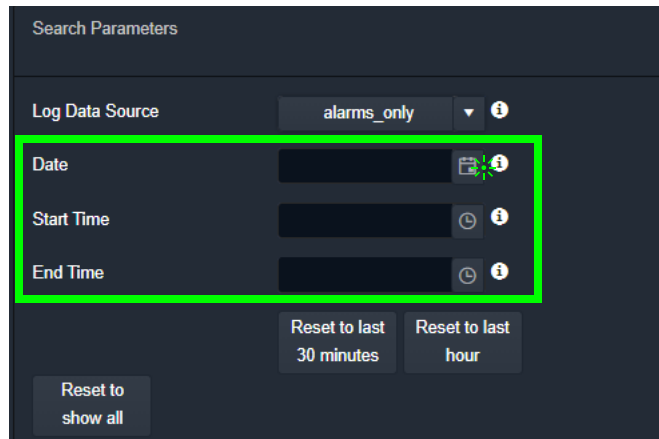 Search Parameters
Log Data Source
alarms_only
Date
Start Time
End Time
Reset to last
30 minutes
Reset to last
hour
Reset to
show all